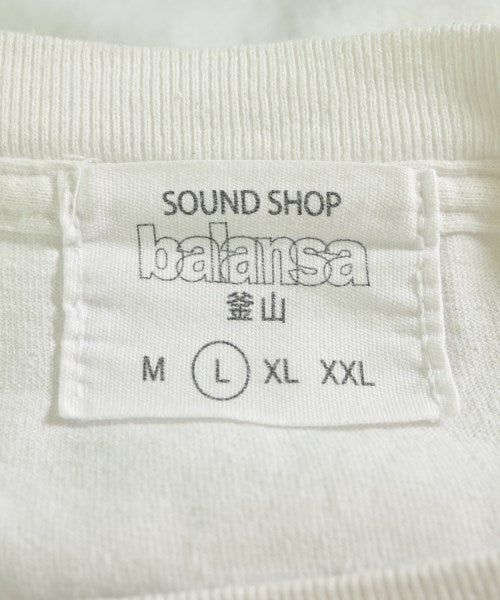 SOUND SHOP
balansa
釜山
M L XL XXL